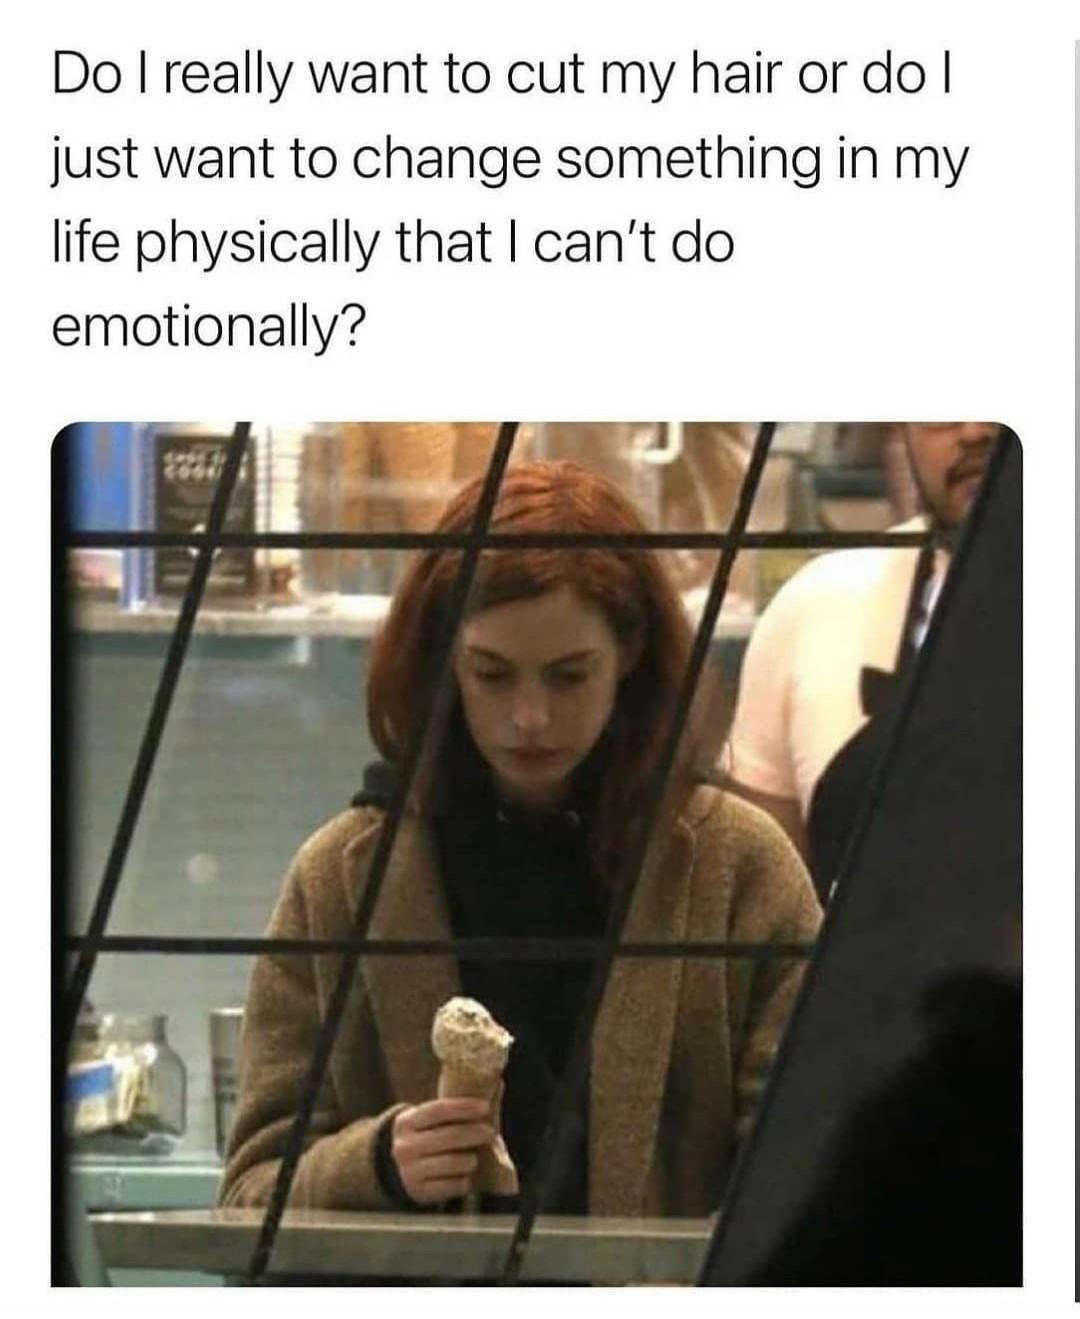 Do I really want to cut my hair or do I
just want to change something in my
life physically that I can't do
emotionally?